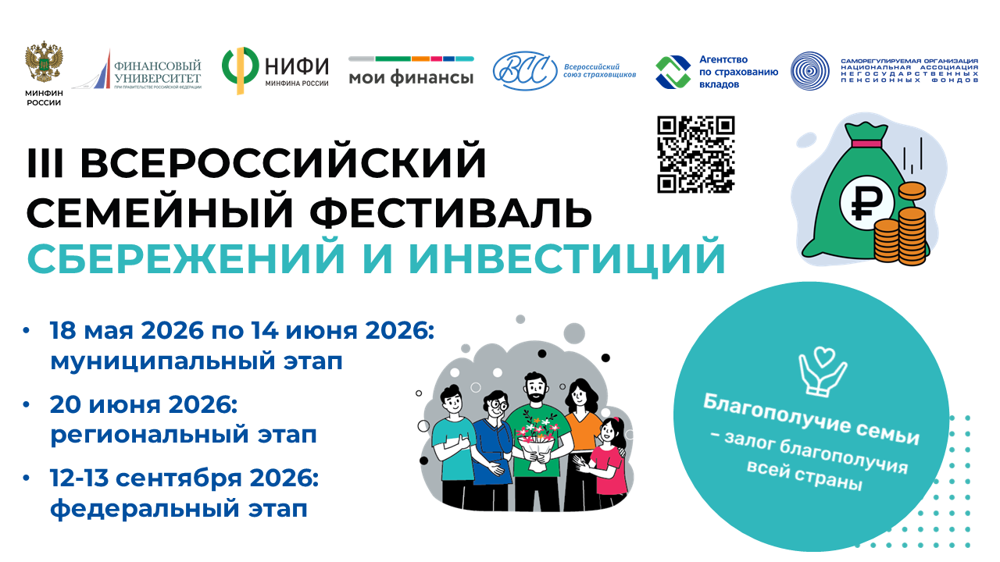 МИНФИН
РОССИИ
ФИНАНСОВЫЙ
УНИВЕРСИТЕТ
ПРИ ПРАВИТЕЛЬСТВЕ РОССИЙСКОЙ ФЕДЕРАЦИИ
НИФИ
МИНФИНА РОССИИ
мои финансы
ВСС
Всероссийский
союз страховщиков
Агентство
по страхованию
вкладов
САМОРЕГУЛИРУЕМАЯ ОРГАНИЗАЦИЯ
НАЦИОНАЛЬНАЯ АССОЦИАЦИЯ
НЕГОСУДАРСТВЕННЫХ
ПЕНСИОННЫХ ФОНДОВ
III ВСЕРОССИЙСКИЙ
СЕМЕЙНЫЙ ФЕСТИВАЛЬ
СБЕРЕЖЕНИЙ И ИНВЕСТИЦИЙ
₽
• 18 мая 2026 по 14 июня 2026:
муниципальный этап
• 20 июня 2026:
региональный этап
• 12-13 сентября 2026:
федеральный этап
Благополучие семьи
– залог благополучия
всей страны